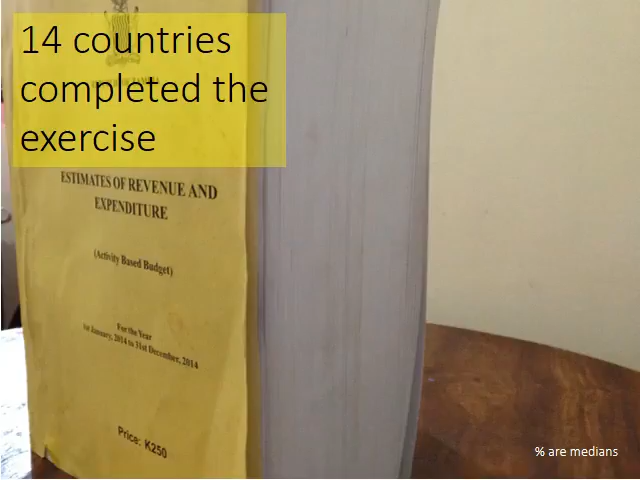 14 countries
completed the
exercise
ESTIMATES OF REVENUE AND
EXPENDITURE
(Activity Based Budget)
For the Year
1st January, 2014 to 31st December, 2014
Price: K250
% are medians